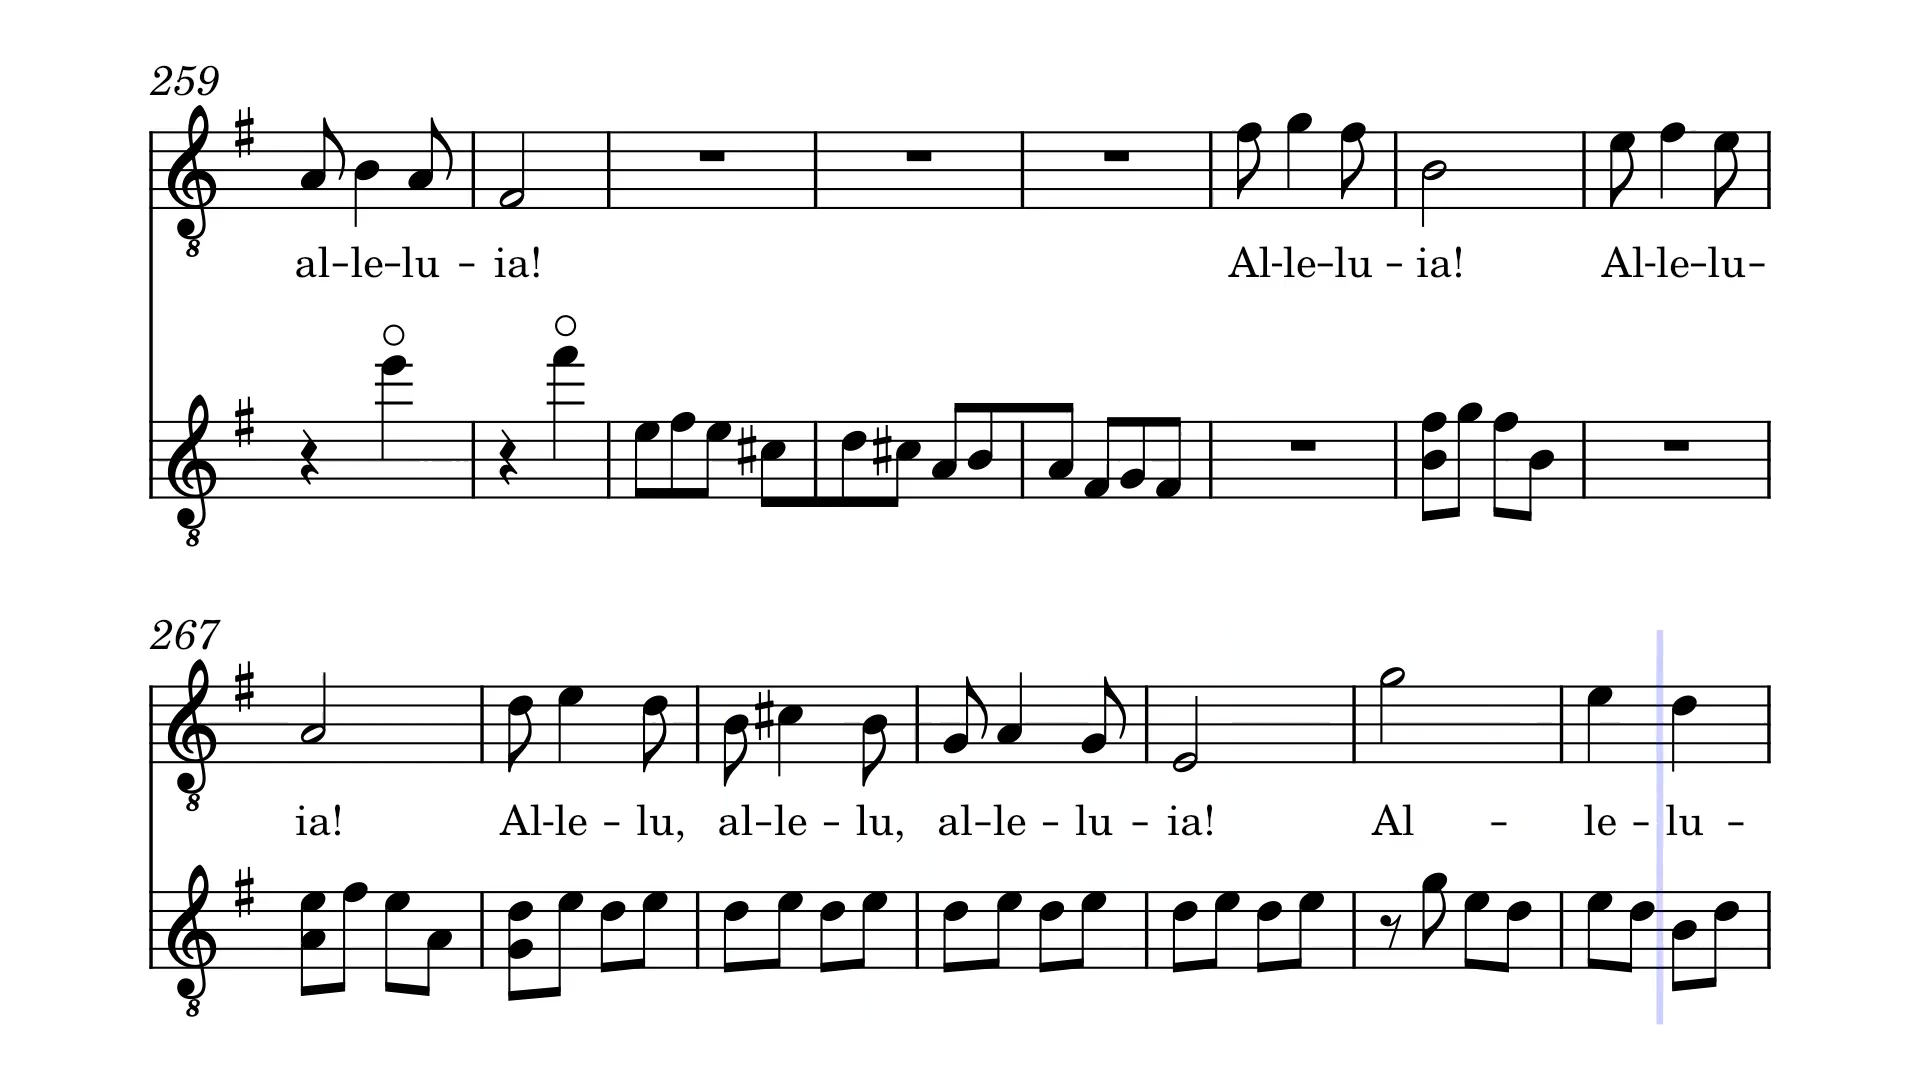 259
al-le-lu - ia! Al-le-lu - ia! Al-le-lu-
267
ia! Al-le - lu, al-le - lu, al-le - lu - ia! Al - le - lu -